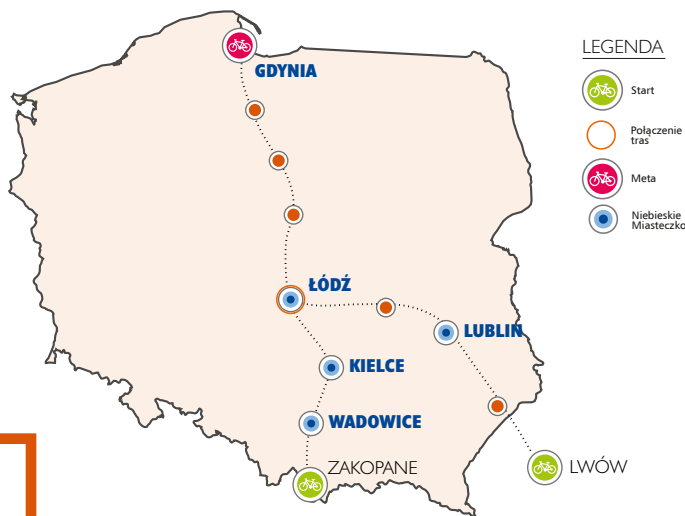 GDYNIA
ŁÓDŹ
LUBLIN
KIELCE
WADOWICE
ZAKOPANE
LWÓW
LEGENDA
Start
Połączenie
tras
Meta
Niebieskie
Miasteczko